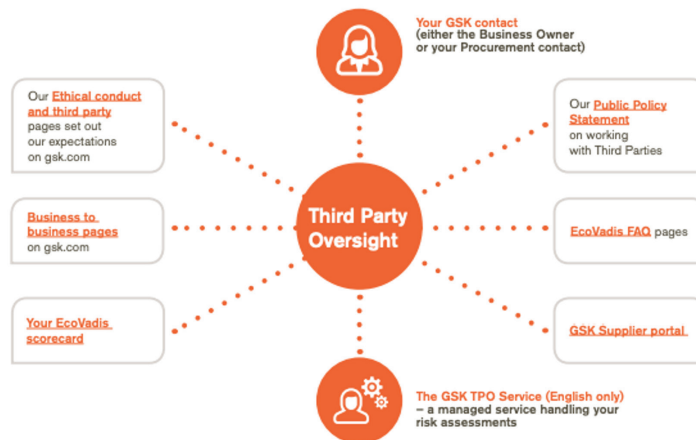 Your GSK contact
(either the Business Owner
or your Procurement contact)
Our Ethical conduct
and third party
pages set out
our expectations
on gsk.com
Our Public Policy
Statement
on working
with Third Parties
Business to
business pages
on gsk.com
Third Party
Oversight
EcoVadis FAQ pages
Your EcoVadis
scorecard
GSK Supplier portal
The GSK TPO Service (English only)
– a managed service handling your
risk assessments